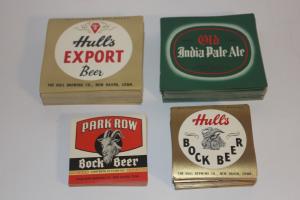 Hull's
EXPORT
Beer
THE HULL BREWING CO., NEW HAVEN, CONN.
Old
India Pale Ale
PARK ROW
Bock Beer
Hull's
BOCK BEER
THE HULL BREWING CO., NEW HAVEN, CONN.